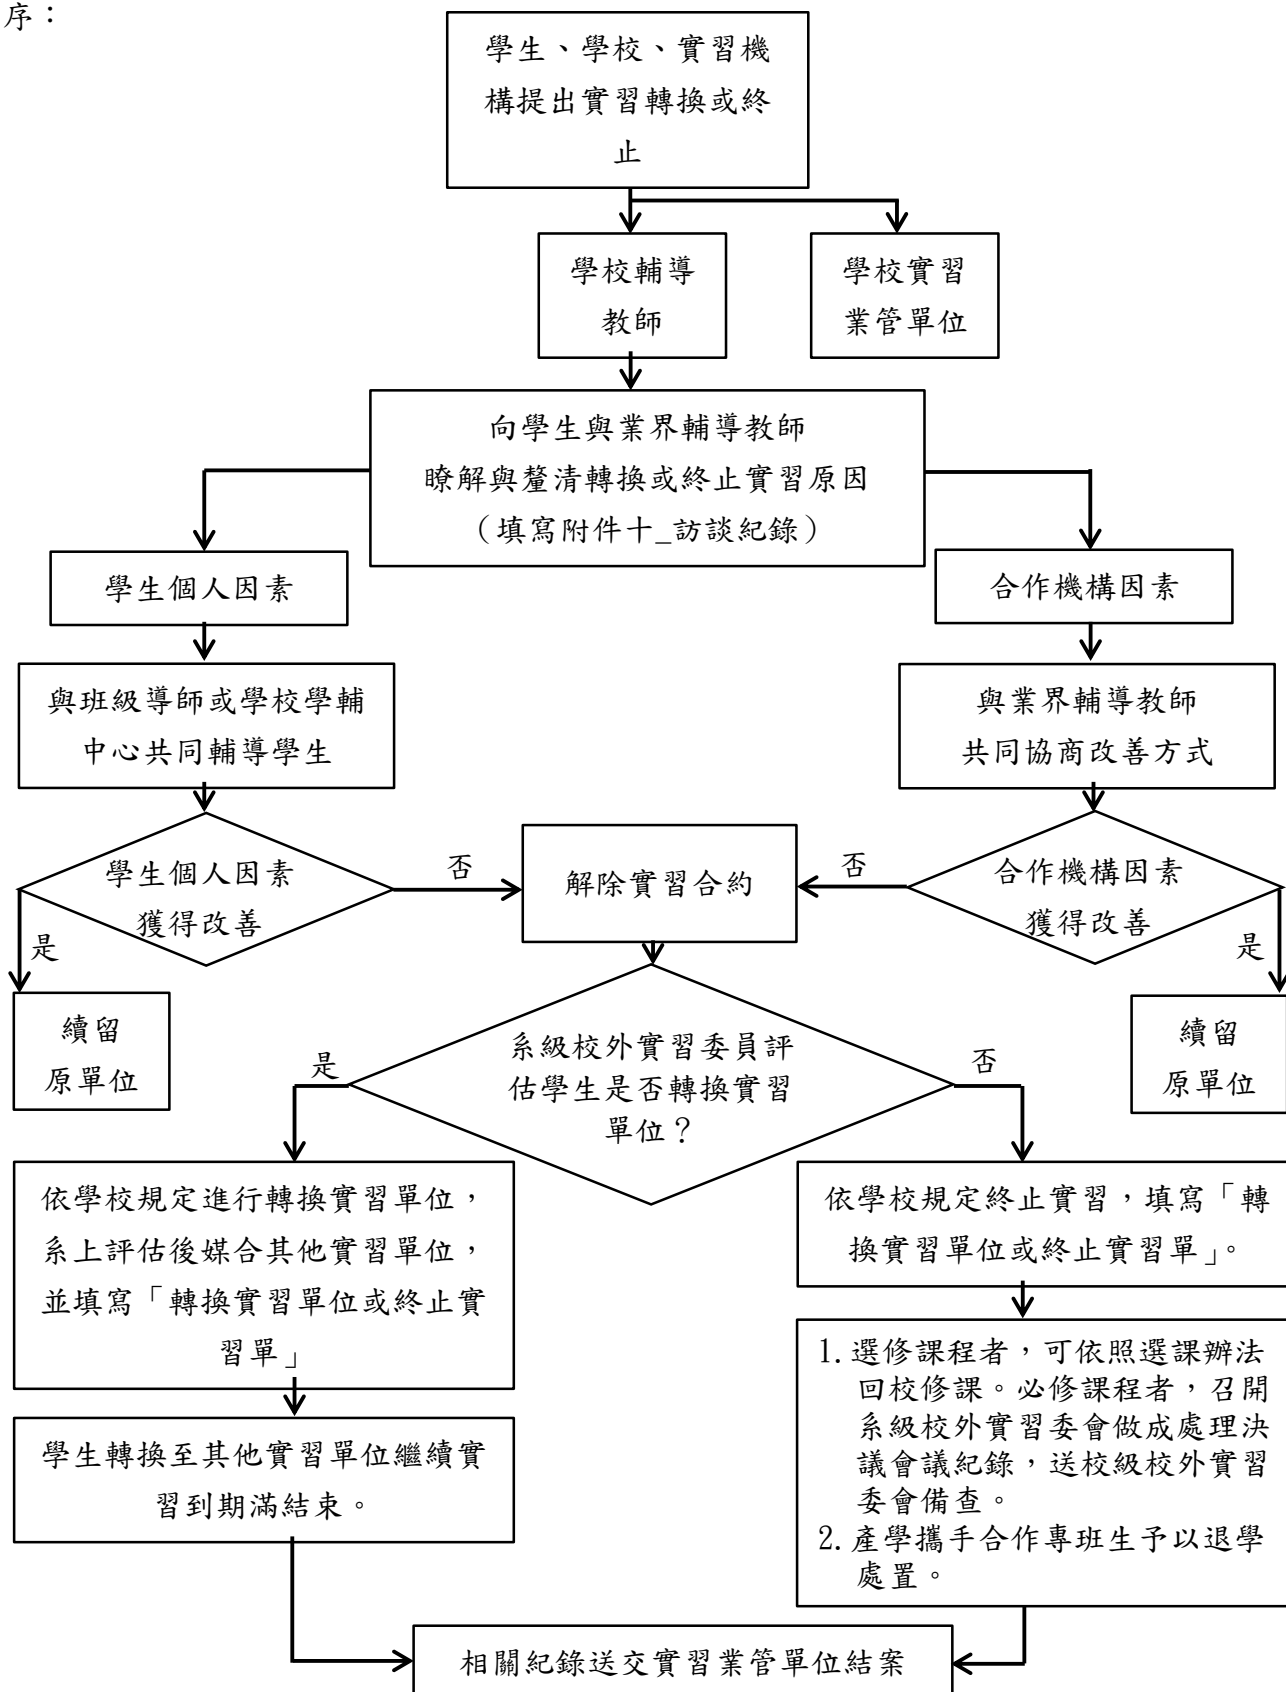 序：
學生、學校、實習機
構提出實習轉換或終
止
學校輔導
教師
學校實習
業管單位
向學生與業界輔導教師
瞭解與釐清轉換或終止實習原因
（填寫附件十_訪談紀錄）
學生個人因素
合作機構因素
與班級導師或學校學輔
中心共同輔導學生
與業界輔導教師
共同協商改善方式
學生個人因素
獲得改善
否
解除實習合約
否
合作機構因素
獲得改善
是
是
續留
原單位
續留
原單位
系級校外實習委員評
估學生是否轉換實習
單位？
是
否
依學校規定進行轉換實習單位，
系上評估後媒合其他實習單位，
並填寫「轉換實習單位或終止實
習單」
依學校規定終止實習，填寫「轉
換實習單位或終止實習單」。
學生轉換至其他實習單位繼續實
習到期滿結束。
1. 選修課程者，可依照選課辦法
回校修課。必修課程者，召開
系級校外實習委會做成處理決
議會議紀錄，送校級校外實習
委會備查。
2. 產學攜手合作專班生予以退學
處置。
相關紀錄送交實習業管單位結案